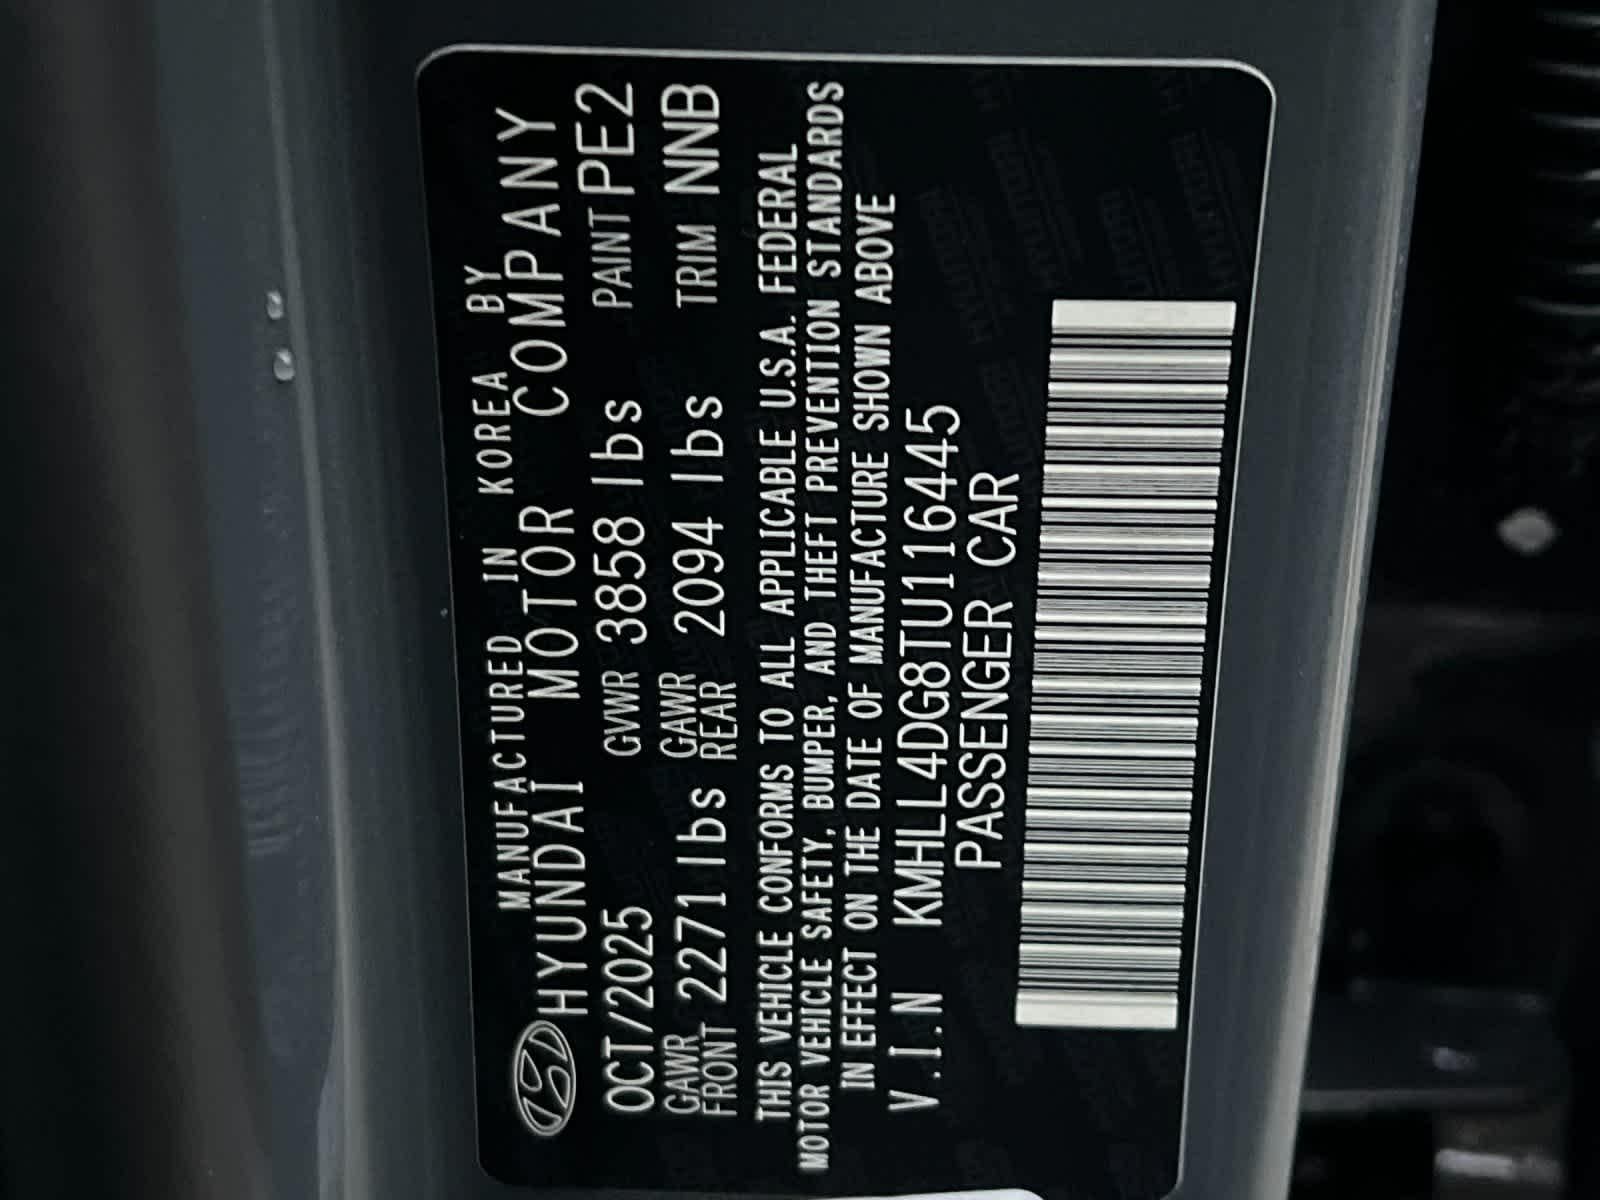 MANUFACTURED IN KOREA BY
HYUNDAI MOTOR COMPANY
OCT/2025 GVWR 3858 lbs PAINT PE2
GAWR FRONT 2271 lbs GAWR REAR 2094 lbs TRIM NNB
THIS VEHICLE CONFORMS TO ALL APPLICABLE U.S.A. FEDERAL
MOTOR VEHICLE SAFETY, BUMPER, AND THEFT PREVENTION STANDARDS
IN EFFECT ON THE DATE OF MANUFACTURE SHOWN ABOVE
V.I.N KMHLL4DG8TU116445
PASSENGER CAR